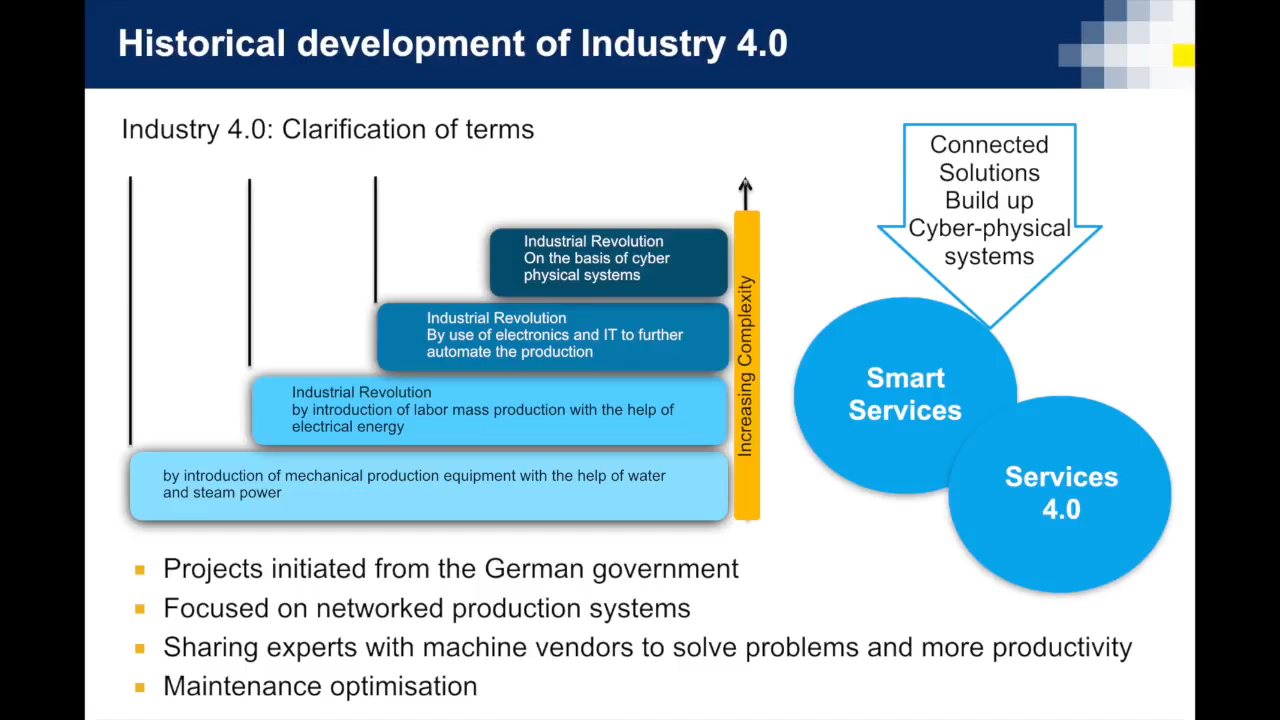 Historical development of Industry 4.0
Industry 4.0: Clarification of terms
Industrial Revolution
On the basis of cyber
physical systems
Industrial Revolution
By use of electronics and IT to further
automate the production
Industrial Revolution
by introduction of labor mass production with the help of
electrical energy
by introduction of mechanical production equipment with the help of water
and steam power
Increasing Complexity
Connected
Solutions
Build up
Cyber-physical
systems
Smart
Services
Services
4.0
Projects initiated from the German government
Focused on networked production systems
Sharing experts with machine vendors to solve problems and more productivity
Maintenance optimisation